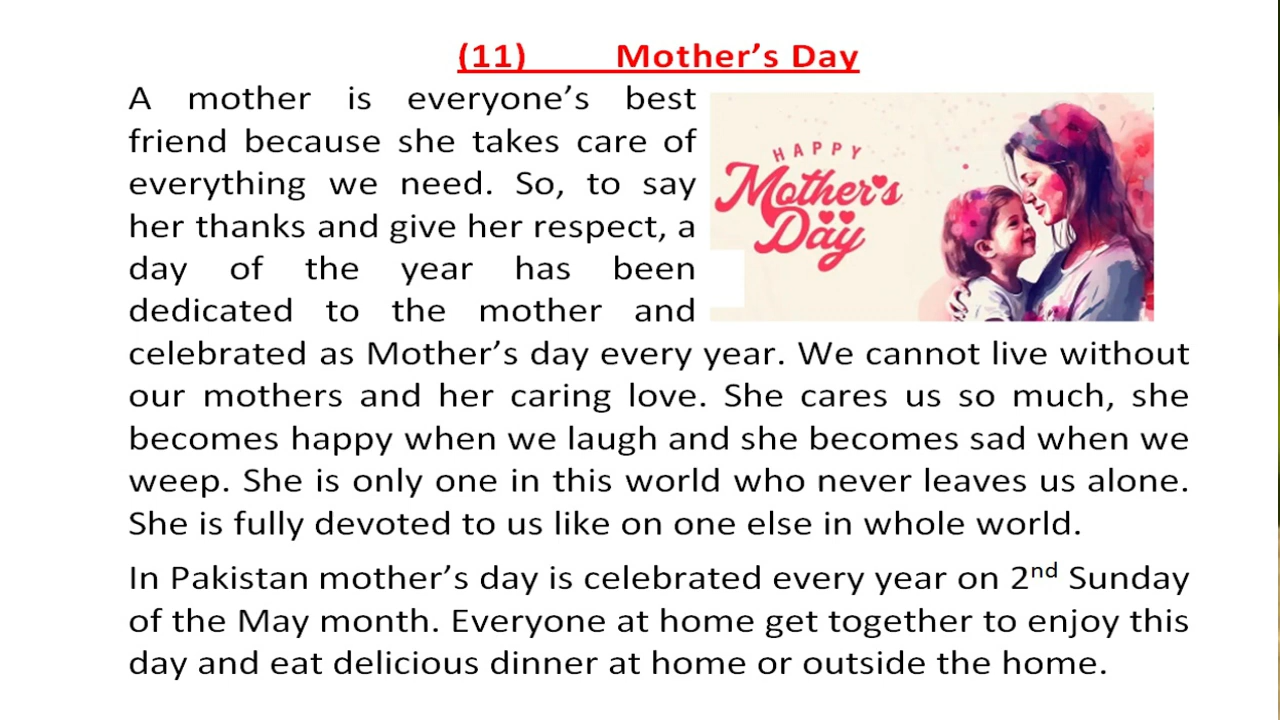 (11) Mother's Day
A mother is everyone's best
friend because she takes care of
everything we need. So, to say
her thanks and give her respect, a
day of the year has been
dedicated to the mother and
HAPPY
Mother's
Day
celebrated as Mother's day every year. We cannot live without
our mothers and her caring love. She cares us so much, she
becomes happy when we laugh and she becomes sad when we
weep. She is only one in this world who never leaves us alone.
She is fully devoted to us like on one else in whole world.
In Pakistan mother's day is celebrated every year on 2nd Sunday
of the May month. Everyone at home get together to enjoy this
day and eat delicious dinner at home or outside the home.